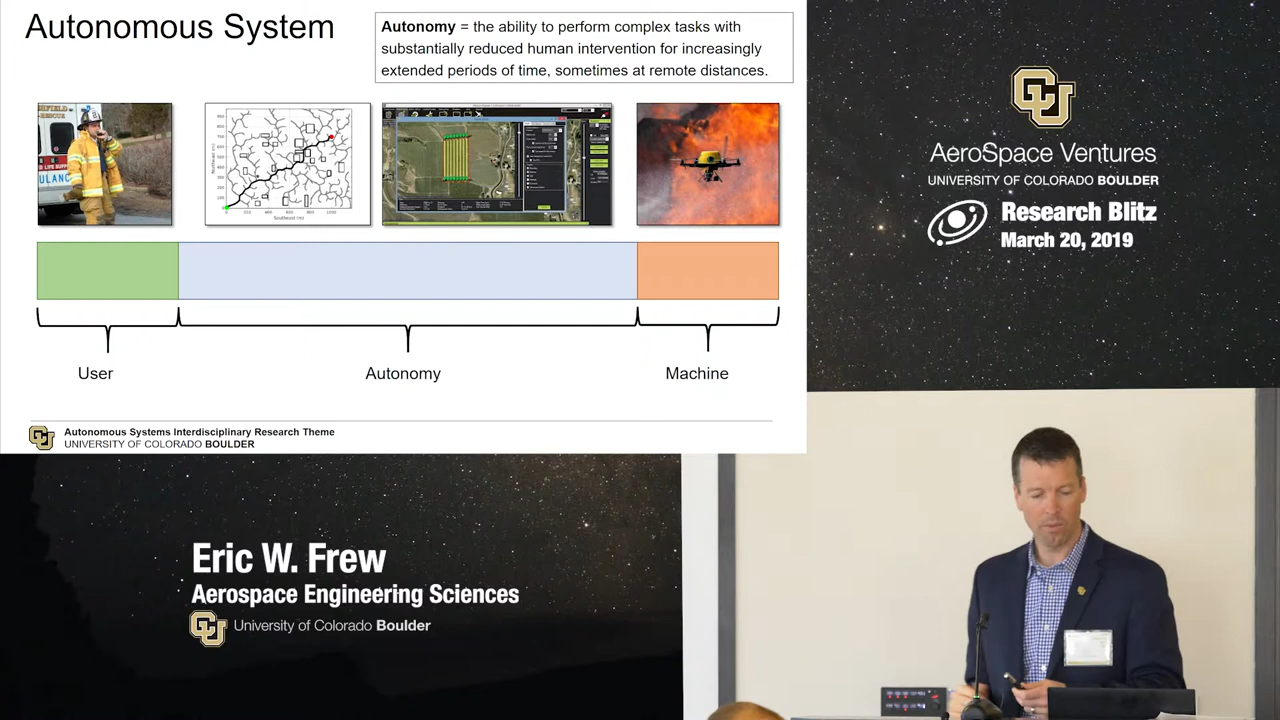 Autonomous System
Autonomy = the ability to perform complex tasks with
substantially reduced human intervention for increasingly
extended periods of time, sometimes at remote distances.
User
Autonomy
Machine
Autonomous Systems Interdisciplinary Research Theme
UNIVERSITY OF COLORADO BOULDER
CU
AeroSpace Ventures
UNIVERSITY OF COLORADO BOULDER
Research Blitz
March 20, 2019
Eric W. Frew
Aerospace Engineering Sciences
CU
University of Colorado Boulder